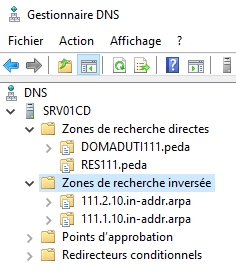 Gestionnaire DNS
Fichier Action Affichage ?
DNS
SRV01CD
Zones de recherche directes
DOMADUTI111.peda
RES111.peda
Zones de recherche inversée
111.2.10.in-addr.arpa
111.1.10.in-addr.arpa
Points d'approbation
Redirecteurs conditionnels